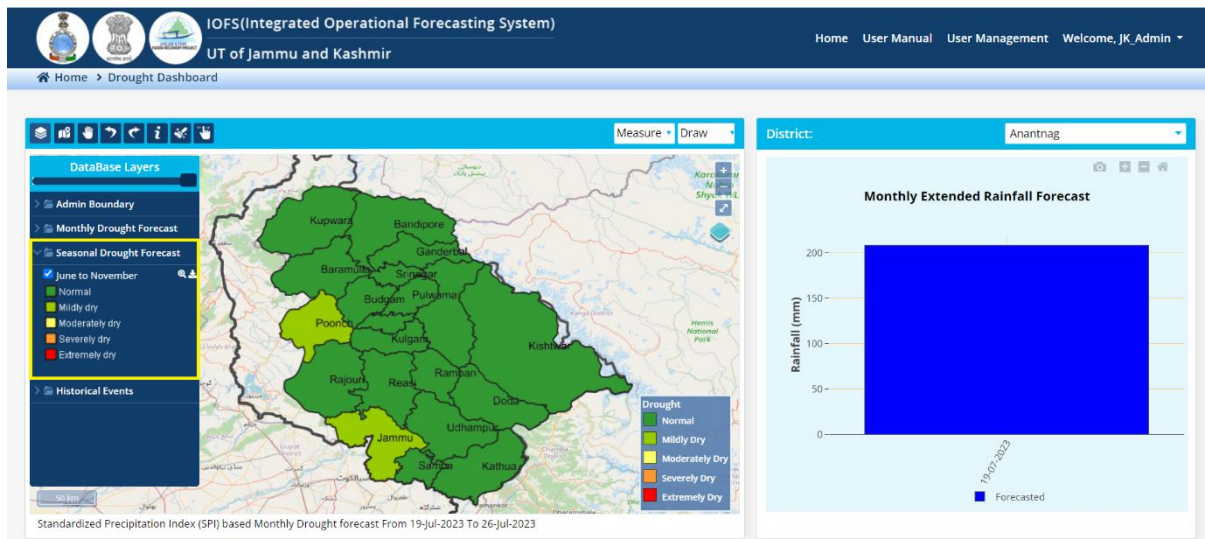 IOFS(Integrated Operational Forecasting System)
UT of Jammu and Kashmir
Home User Manual User Management Welcome, JK_Admin
Home > Drought Dashboard
Measure Draw
DataBase Layers
Admin Boundary
Monthly Drought Forecast
Seasonal Drought Forecast
June to November
Normal
Mildly dry
Moderately dry
Severely dry
Extremely dry
Historical Events
50 km
Kupwara
Bandipore
Ganderbal
Baramulla
Srinagar
Budgam
Pulwama
Poonch
Kulgam
Kishtwar
Rajouri
Reasi
Ramban
Doda
Udhampur
Jammu
Samba
Kathua
Hemis
National
Park
Drought
Normal
Mildly Dry
Moderately Dry
Severely Dry
Extremely Dry
Standardized Precipitation Index (SPI) based Monthly Drought forecast From 19-Jul-2023 To 26-Jul-2023
District:
Anantnag
Monthly Extended Rainfall Forecast
Rainfall (mm)
200
150
100
50
0
19-07-2023
Forecasted